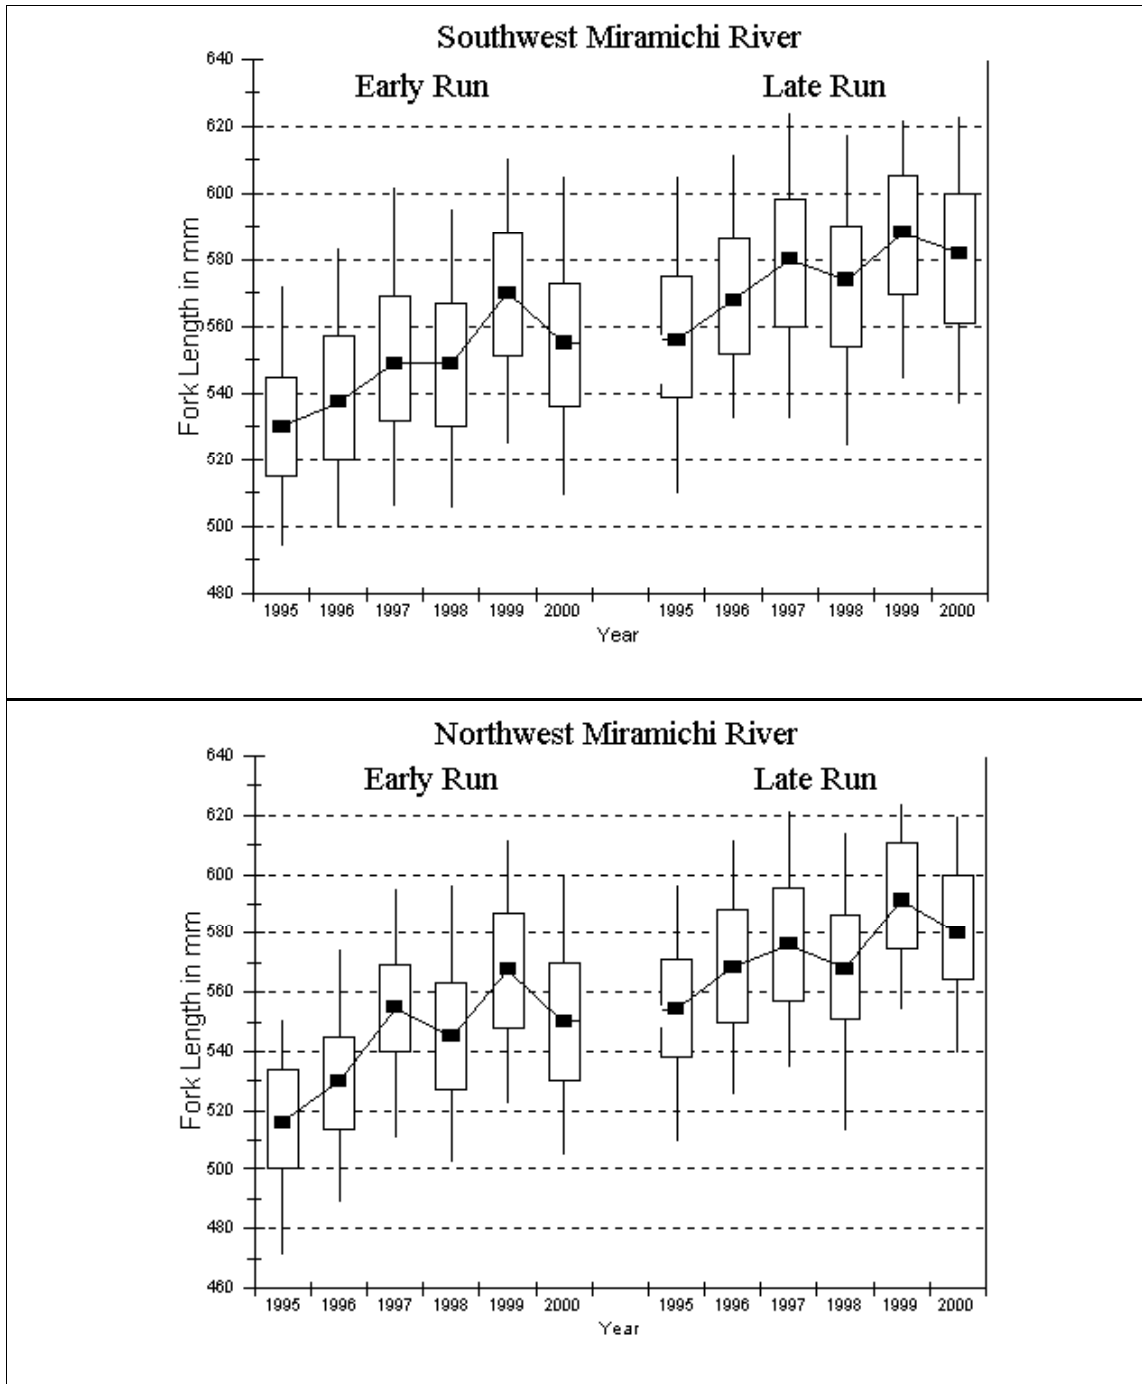 Southwest Miramichi River
Early Run Late Run
640
620
600
580
560
540
520
500
480
Fork Length in mm
1995 1996 1997 1998 1999 2000 1995 1996 1997 1998 1999 2000
Year
Northwest Miramichi River
Early Run Late Run
640
620
600
580
560
540
520
500
480
460
Fork Length in mm
1995 1996 1997 1998 1999 2000 1995 1996 1997 1998 1999 2000
Year